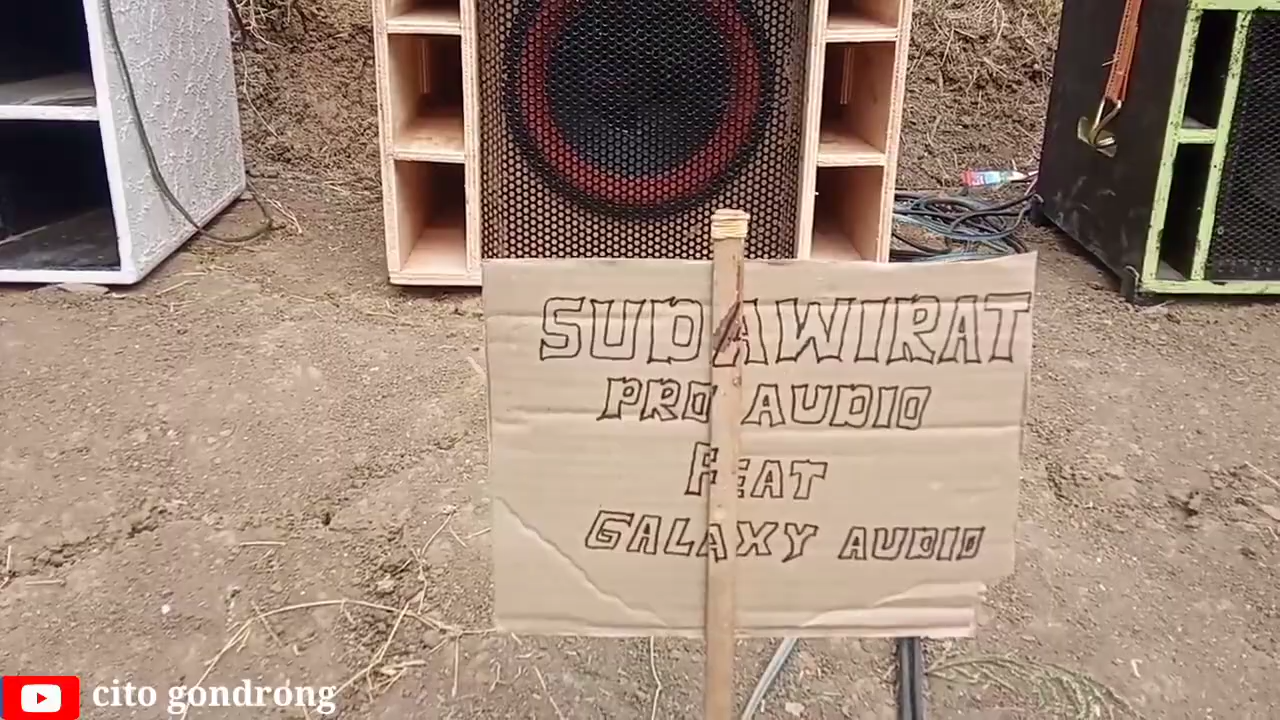 SUDAWIRAT
PRO AUDIO
FEAT
GALAXY AUDIO
cito gondrong